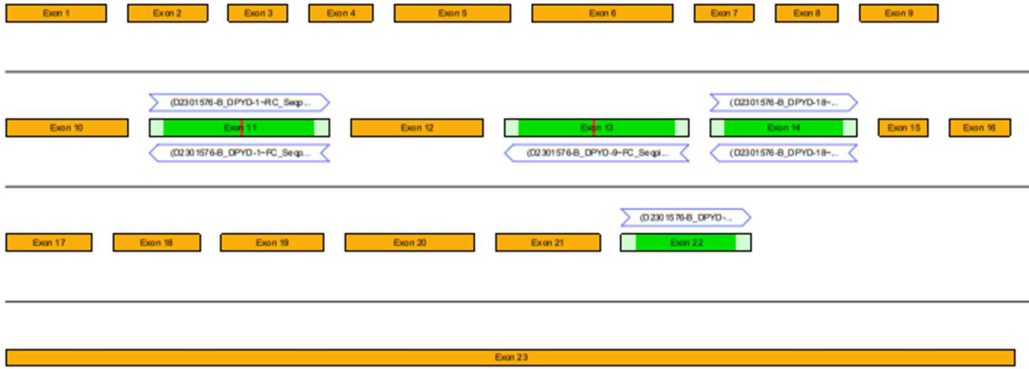 Exon 1 Exon 2 Exon 3 Exon 4 Exon 5 Exon 6 Exon 7 Exon 8 Exon 9
(D2301576-B_DPYD-1~RC_Seqp... (D2301576-B_DPYD-18~...
Exon 10 Exon 11 Exon 12 Exon 13 Exon 14 Exon 15 Exon 16
(D2301576-B_DPYD-1~FC_Seqp... (D2301576-B_DPYD-9~FC_Seqpi... (D2301576-B_DPYD-18~...
(D2301576-B_DPYD-...
Exon 17 Exon 18 Exon 19 Exon 20 Exon 21 Exon 22
Exon 23